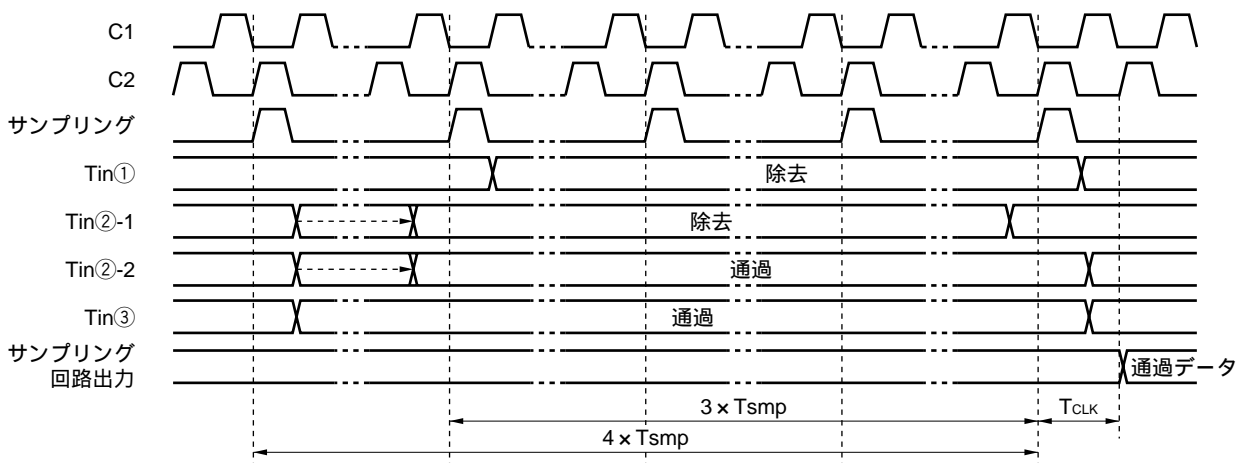 C1
C2
サンプリング
Tin①
除去
Tin②-1
除去
Tin②-2
通過
Tin③
通過
サンプリング
回路出力
通過データ
3×Tsmp
TCLK
4×Tsmp